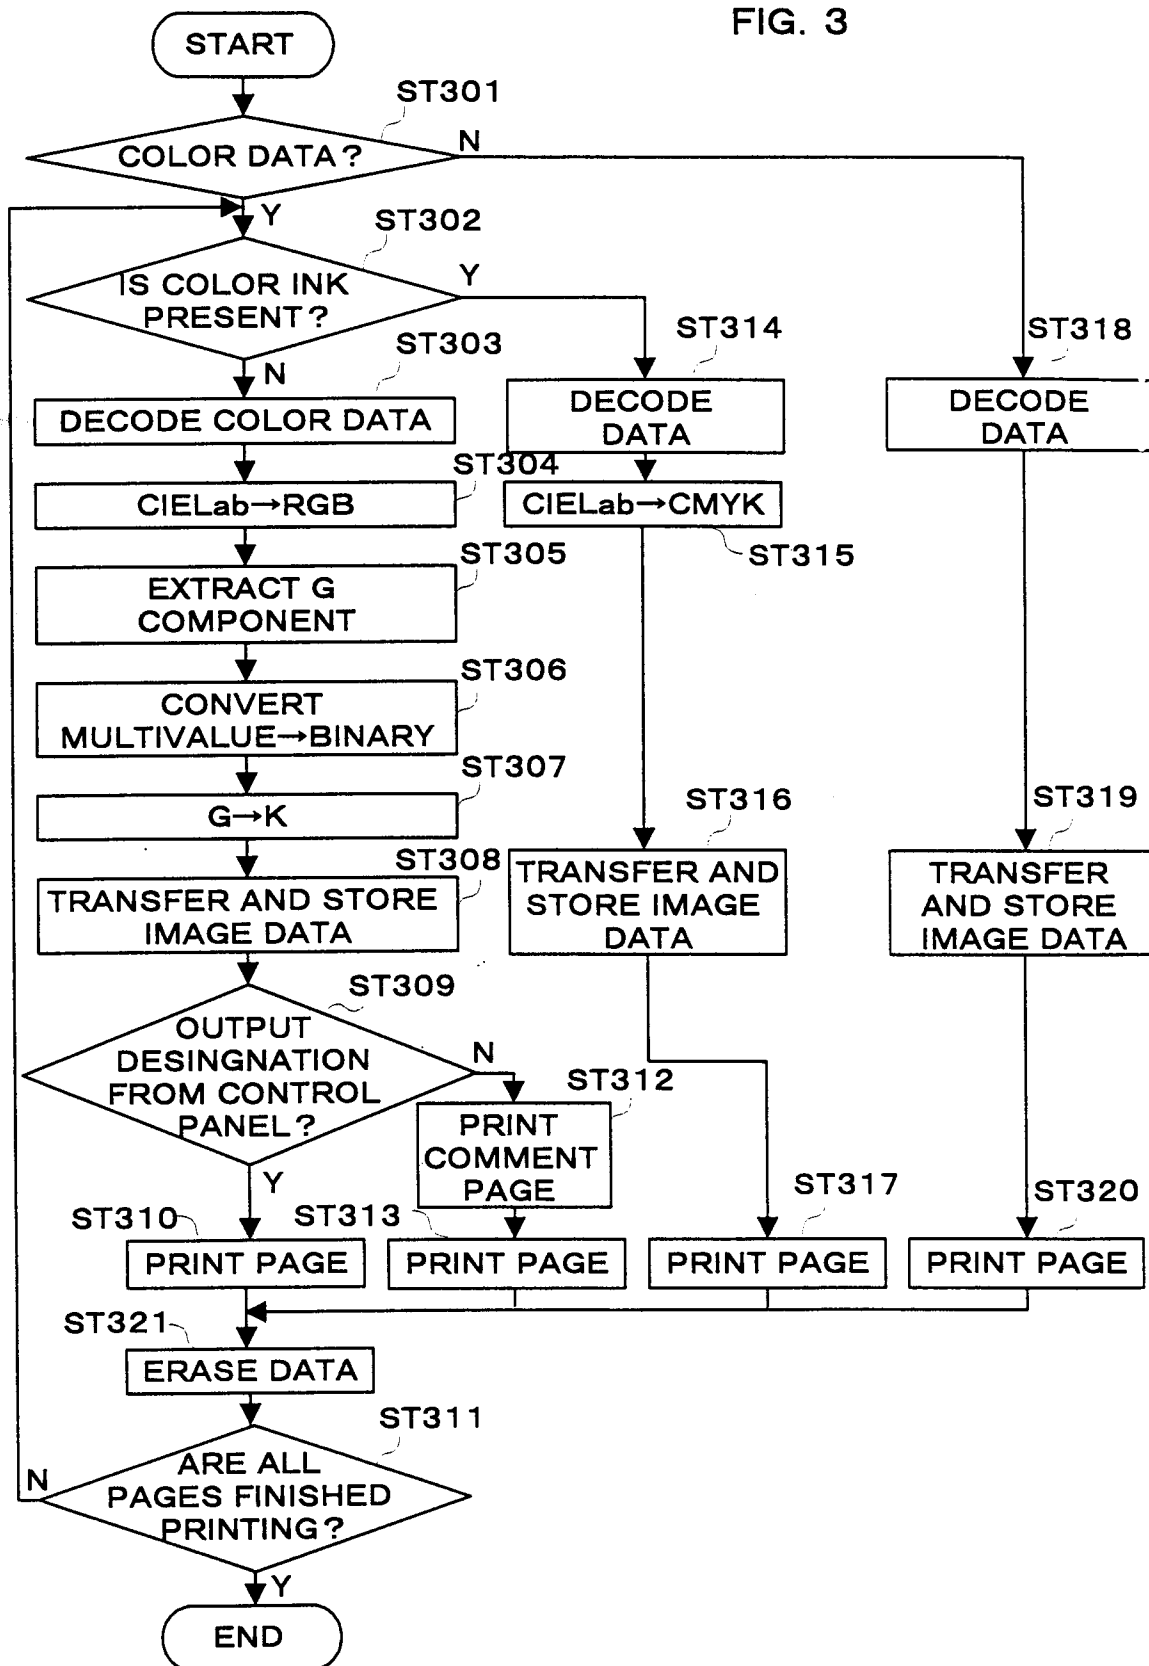 FIG. 3
START
ST301
COLOR DATA?
N
Y
ST302
IS COLOR INK
PRESENT?
Y
N
ST303
DECODE COLOR DATA
ST314
DECODE
DATA
ST318
DECODE
DATA
ST304
CIELab→RGB
CIELab→CMYK
ST315
ST305
EXTRACT G
COMPONENT
ST306
CONVERT
MULTIVALUE→BINARY
ST307
G→K
ST308
TRANSFER AND STORE
IMAGE DATA
ST316
TRANSFER AND
STORE IMAGE
DATA
ST319
TRANSFER
AND STORE
IMAGE DATA
ST309
OUTPUT
DESINGNATION
FROM CONTROL
PANEL?
N
Y
ST312
PRINT
COMMENT
PAGE
ST310
PRINT PAGE
ST313
PRINT PAGE
ST317
PRINT PAGE
ST320
PRINT PAGE
ST321
ERASE DATA
ST311
ARE ALL
PAGES FINISHED
PRINTING?
N
Y
END